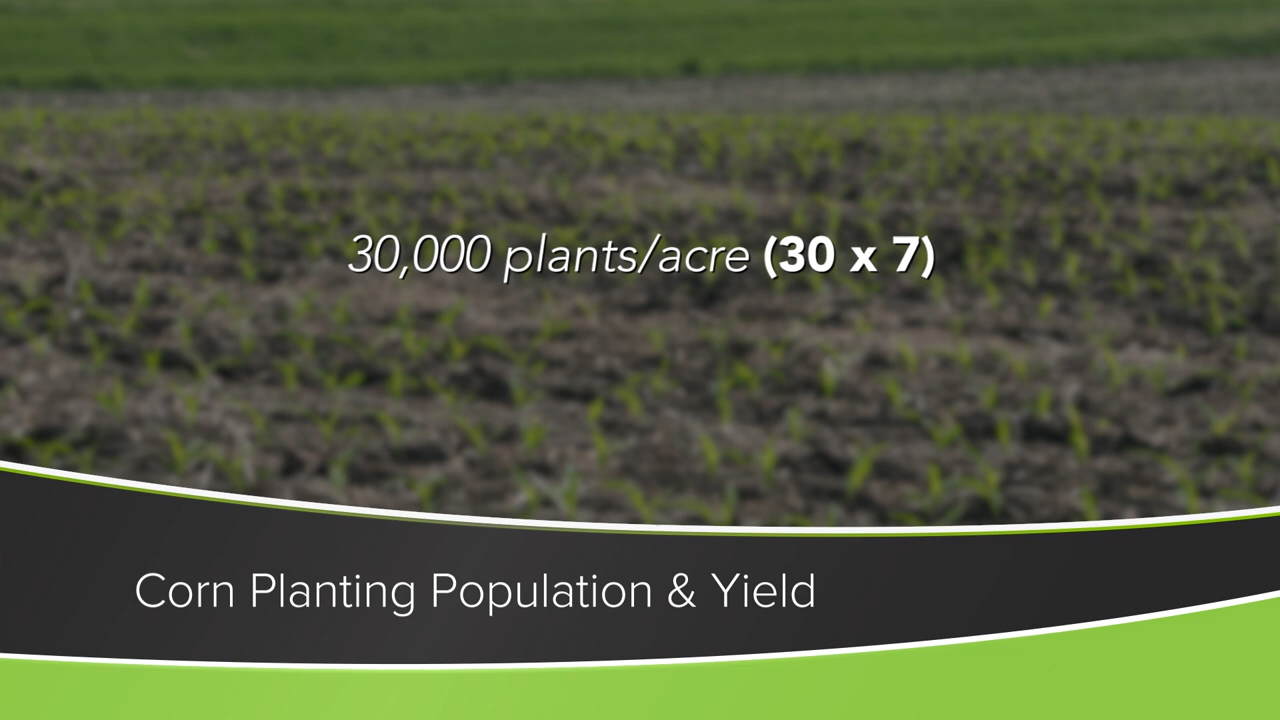 30,000 plants/acre (30 x 7)
Corn Planting Population & Yield